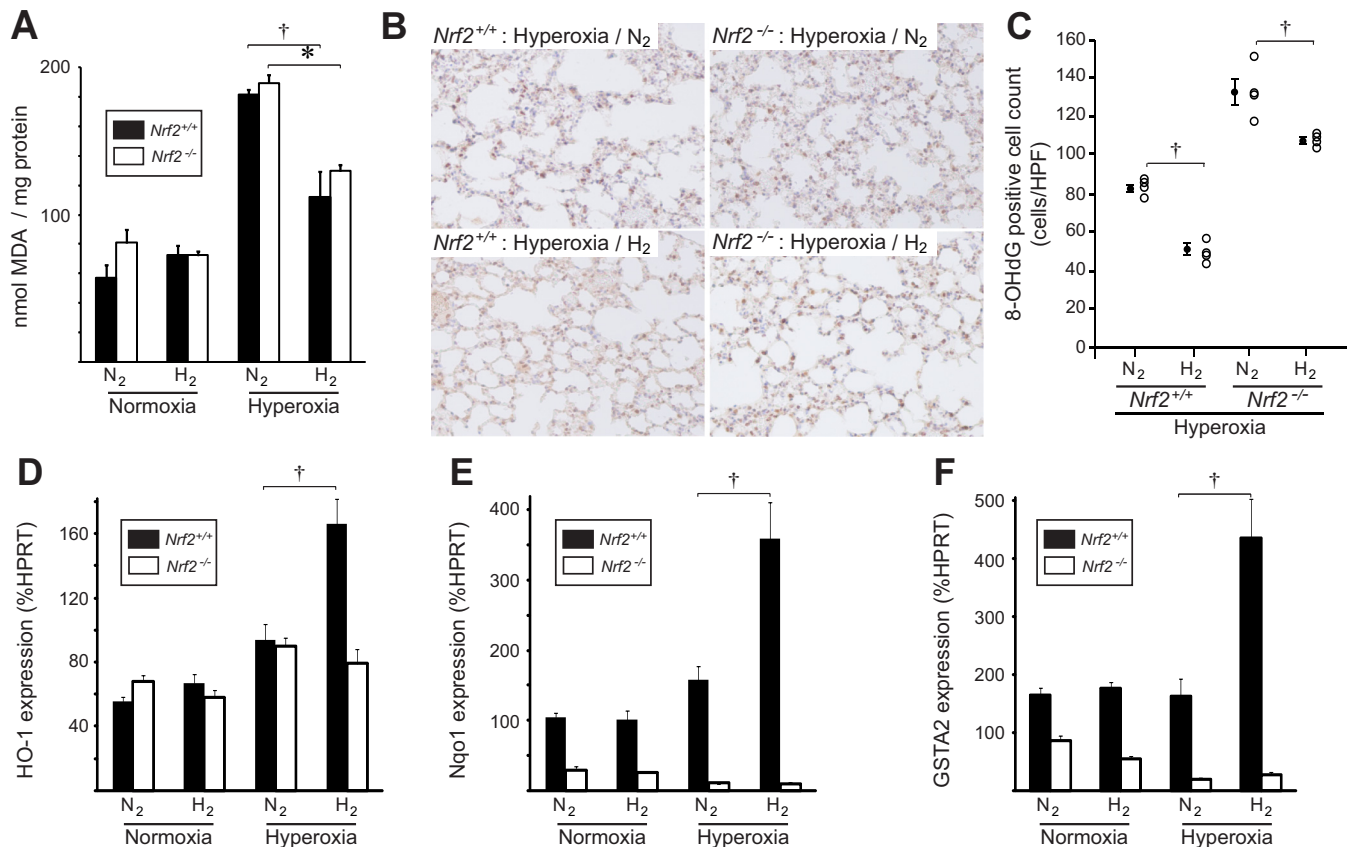 A
nmol MDA / mg protein
200
100
0
† 
*
Nrf2+/+
Nrf2 -/-
N2 H2 N2 H2
Normoxia Hyperoxia
B
Nrf2+/+ : Hyperoxia / N2
Nrf2 -/- : Hyperoxia / N2
Nrf2+/+ : Hyperoxia / H2
Nrf2 -/- : Hyperoxia / H2
C
8-OHdG positive cell count
(cells/HPF)
160
140
120
100
80
60
40
20
0
†
†
N2 H2 N2 H2
Nrf2+/+ Nrf2 -/-
Hyperoxia
D
HO-1 expression (%HPRT)
160
120
80
40
†
Nrf2+/+
Nrf2 -/-
N2 H2 N2 H2
Normoxia Hyperoxia
E
Nqo1 expression (%HPRT)
400
300
200
100
†
Nrf2+/+
Nrf2 -/-
N2 H2 N2 H2
Normoxia Hyperoxia
F
GSTA2 expression (%HPRT)
500
400
300
200
100
†
Nrf2+/+
Nrf2 -/-
N2 H2 N2 H2
Normoxia Hyperoxia